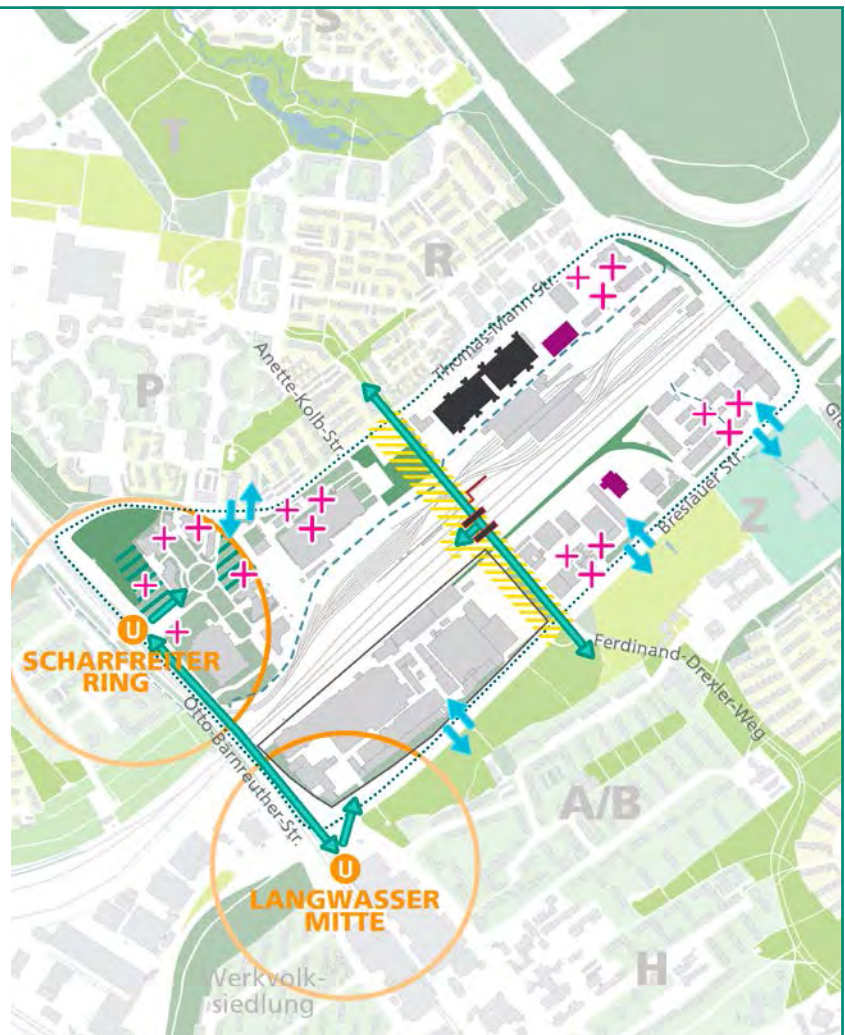 S
T
R
Thomas-Mann-Str.
Anette-Kolb-Str.
P
Breslauer Str.
Z
U
SCHARFREITER
RING
Otto-Bärnreuther-Str.
Ferdinand-Drexler-Weg
A/B
U
LANGWASSER
MITTE
H
Werkvolk-
siedlung